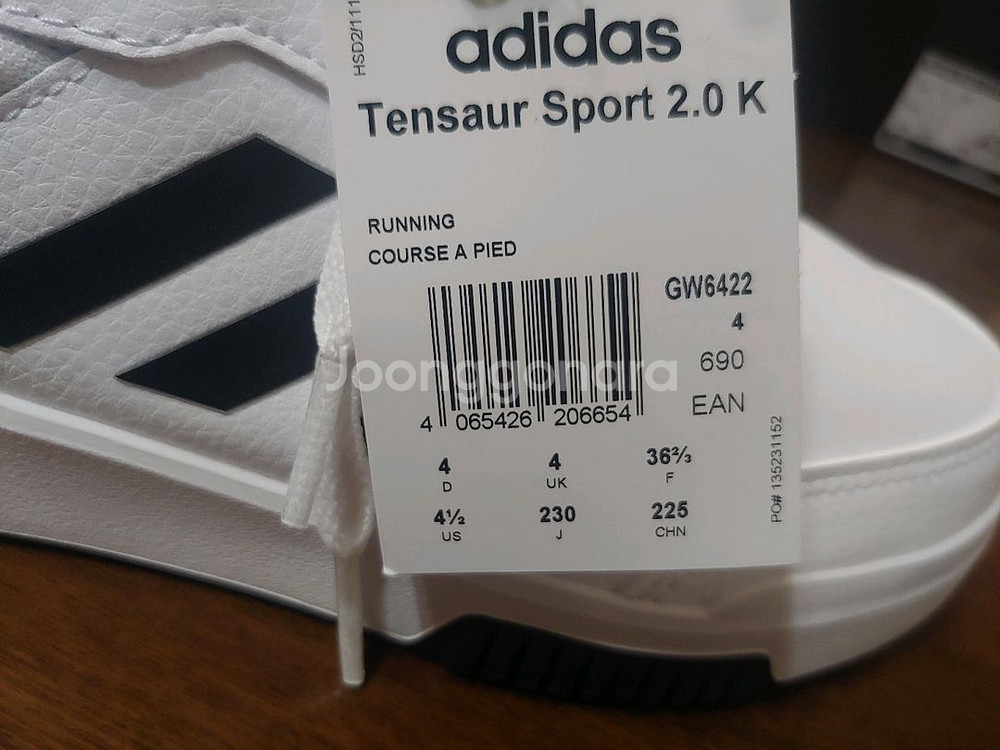 HSD2/111
adidas
Tensaur Sport 2.0 K
RUNNING
COURSE A PIED
GW6422
4
690
EAN
4 065426 206654
Joonggonara
4 4 36⅔
D UK F
4½ 230 225
US J CHN
PO# 135231152